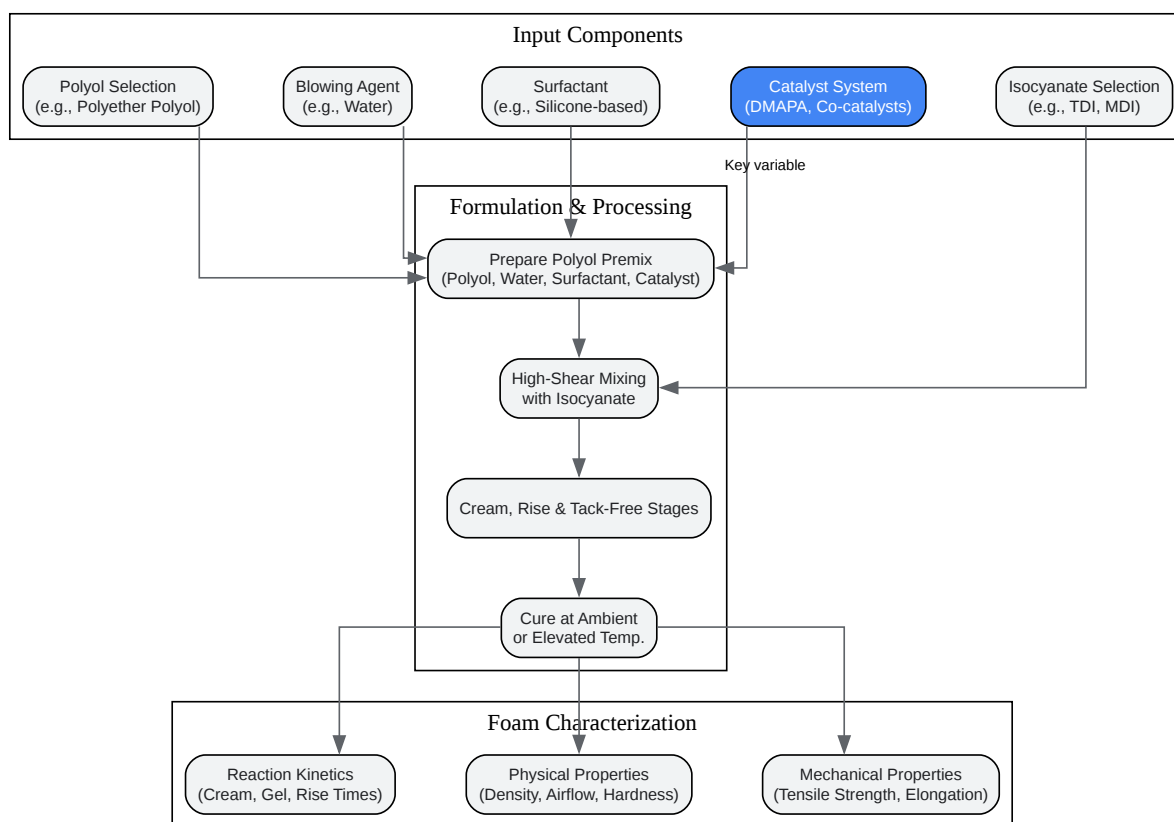 Input Components
Polyol Selection
(e.g., Polyether Polyol)
Blowing Agent
(e.g., Water)
Surfactant
(e.g., Silicone-based)
Catalyst System
(DMAPA, Co-catalysts)
Isocyanate Selection
(e.g., TDI, MDI)
Key variable
Formulation & Processing
Prepare Polyol Premix
(Polyol, Water, Surfactant, Catalyst)
High-Shear Mixing
with Isocyanate
Cream, Rise & Tack-Free Stages
Cure at Ambient
or Elevated Temp.
Foam Characterization
Reaction Kinetics
(Cream, Gel, Rise Times)
Physical Properties
(Density, Airflow, Hardness)
Mechanical Properties
(Tensile Strength, Elongation)